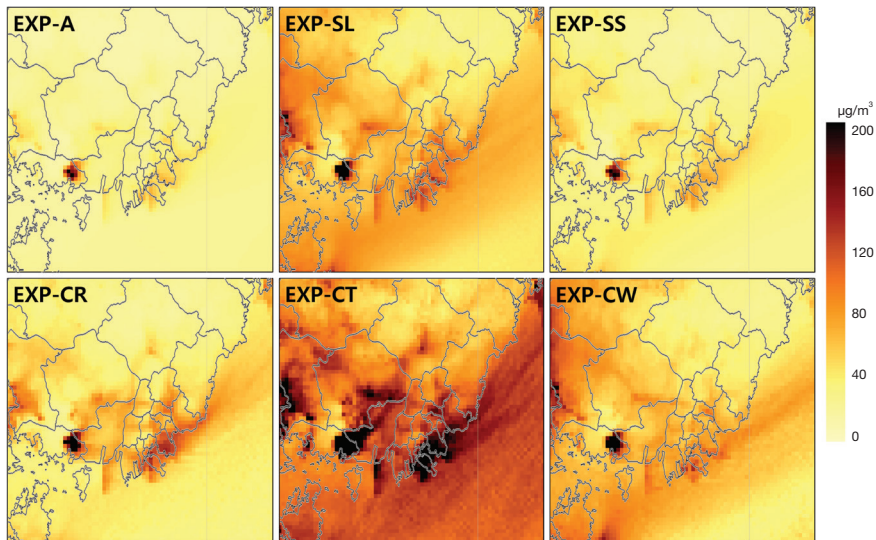 EXP-A
EXP-SL
EXP-SS
µg/m³
200
160
120
80
40
0
EXP-CR
EXP-CT
EXP-CW